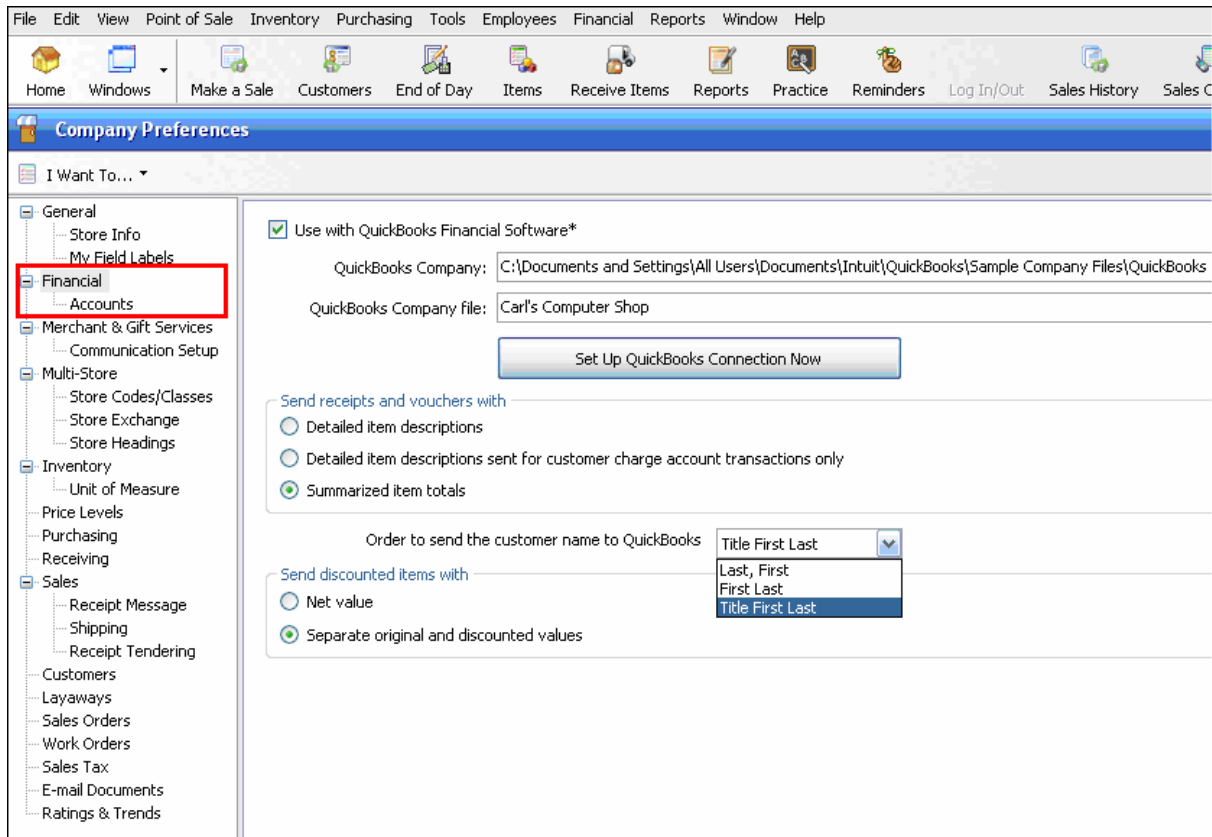 File Edit View Point of Sale Inventory Purchasing Tools Employees Financial Reports Window Help
Home Windows Make a Sale Customers End of Day Items Receive Items Reports Practice Reminders Log In/Out Sales History Sales
Company Preferences
I Want To...
General
Store Info
My Field Labels
Financial
Accounts
Merchant & Gift Services
Communication Setup
Multi-Store
Store Codes/Classes
Store Exchange
Store Headings
Inventory
Unit of Measure
Price Levels
Purchasing
Receiving
Sales
Receipt Message
Shipping
Receipt Tendering
Customers
Layaways
Sales Orders
Work Orders
Sales Tax
E-mail Documents
Ratings & Trends
Use with QuickBooks Financial Software*
QuickBooks Company: C:\Documents and Settings\All Users\Documents\Intuit\QuickBooks\Sample Company Files\QuickBooks
QuickBooks Company file: Carl's Computer Shop
Set Up QuickBooks Connection Now
Send receipts and vouchers with
Detailed item descriptions
Detailed item descriptions sent for customer charge account transactions only
Summarized item totals
Order to send the customer name to QuickBooks Title First Last
Last, First
First Last
Title First Last
Send discounted items with
Net value
Separate original and discounted values